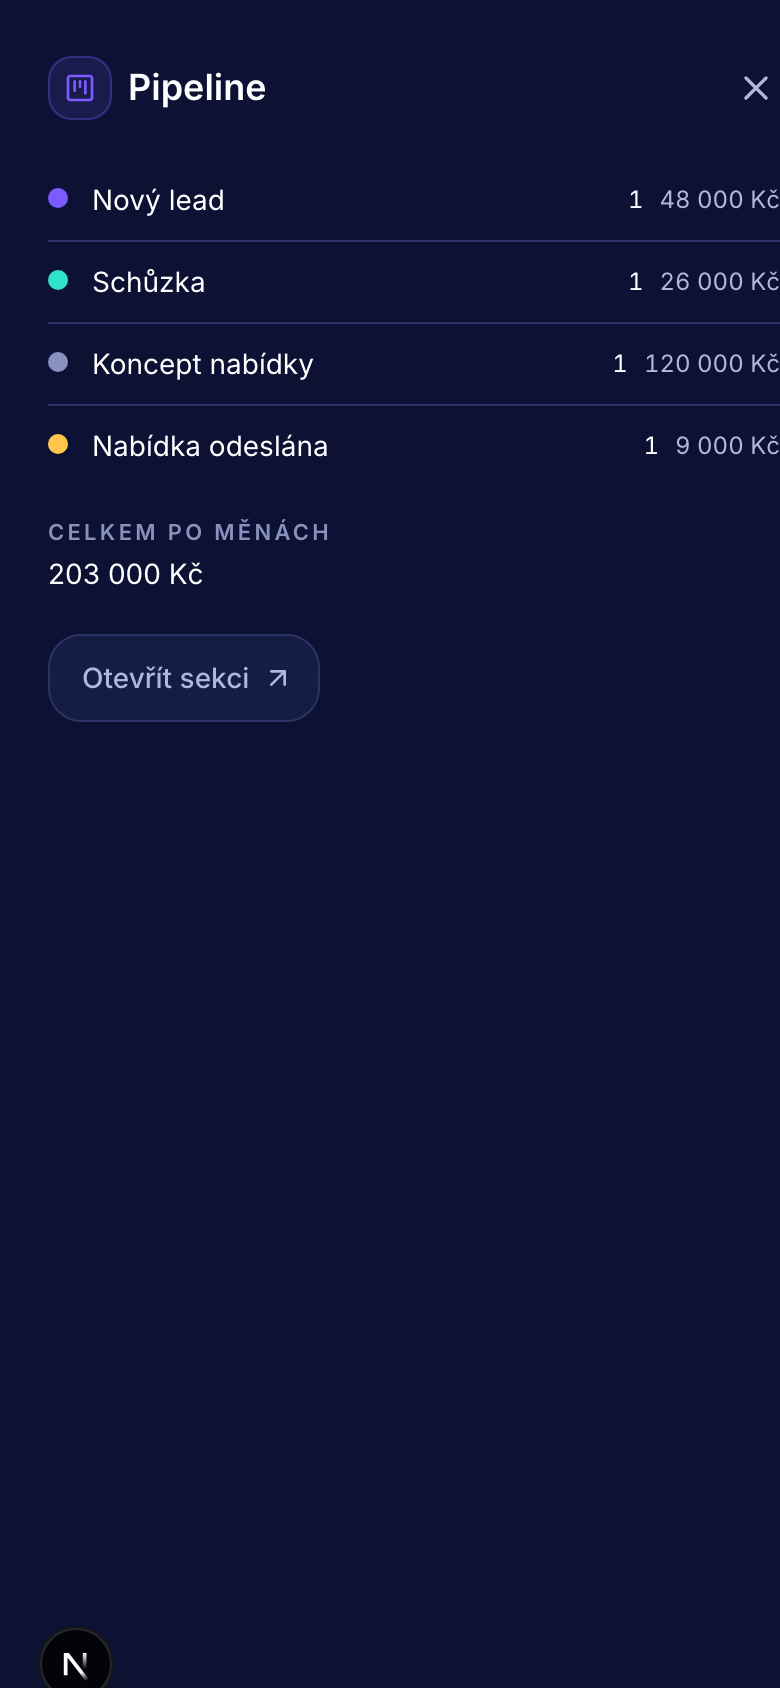 Pipeline
Nový lead 1 48 000 Kč
Schůzka 1 26 000 Kč
Koncept nabídky 1 120 000 Kč
Nabídka odeslána 1 9 000 Kč
CELKEM PO MĚNÁCH
203 000 Kč
Otevřít sekci
N